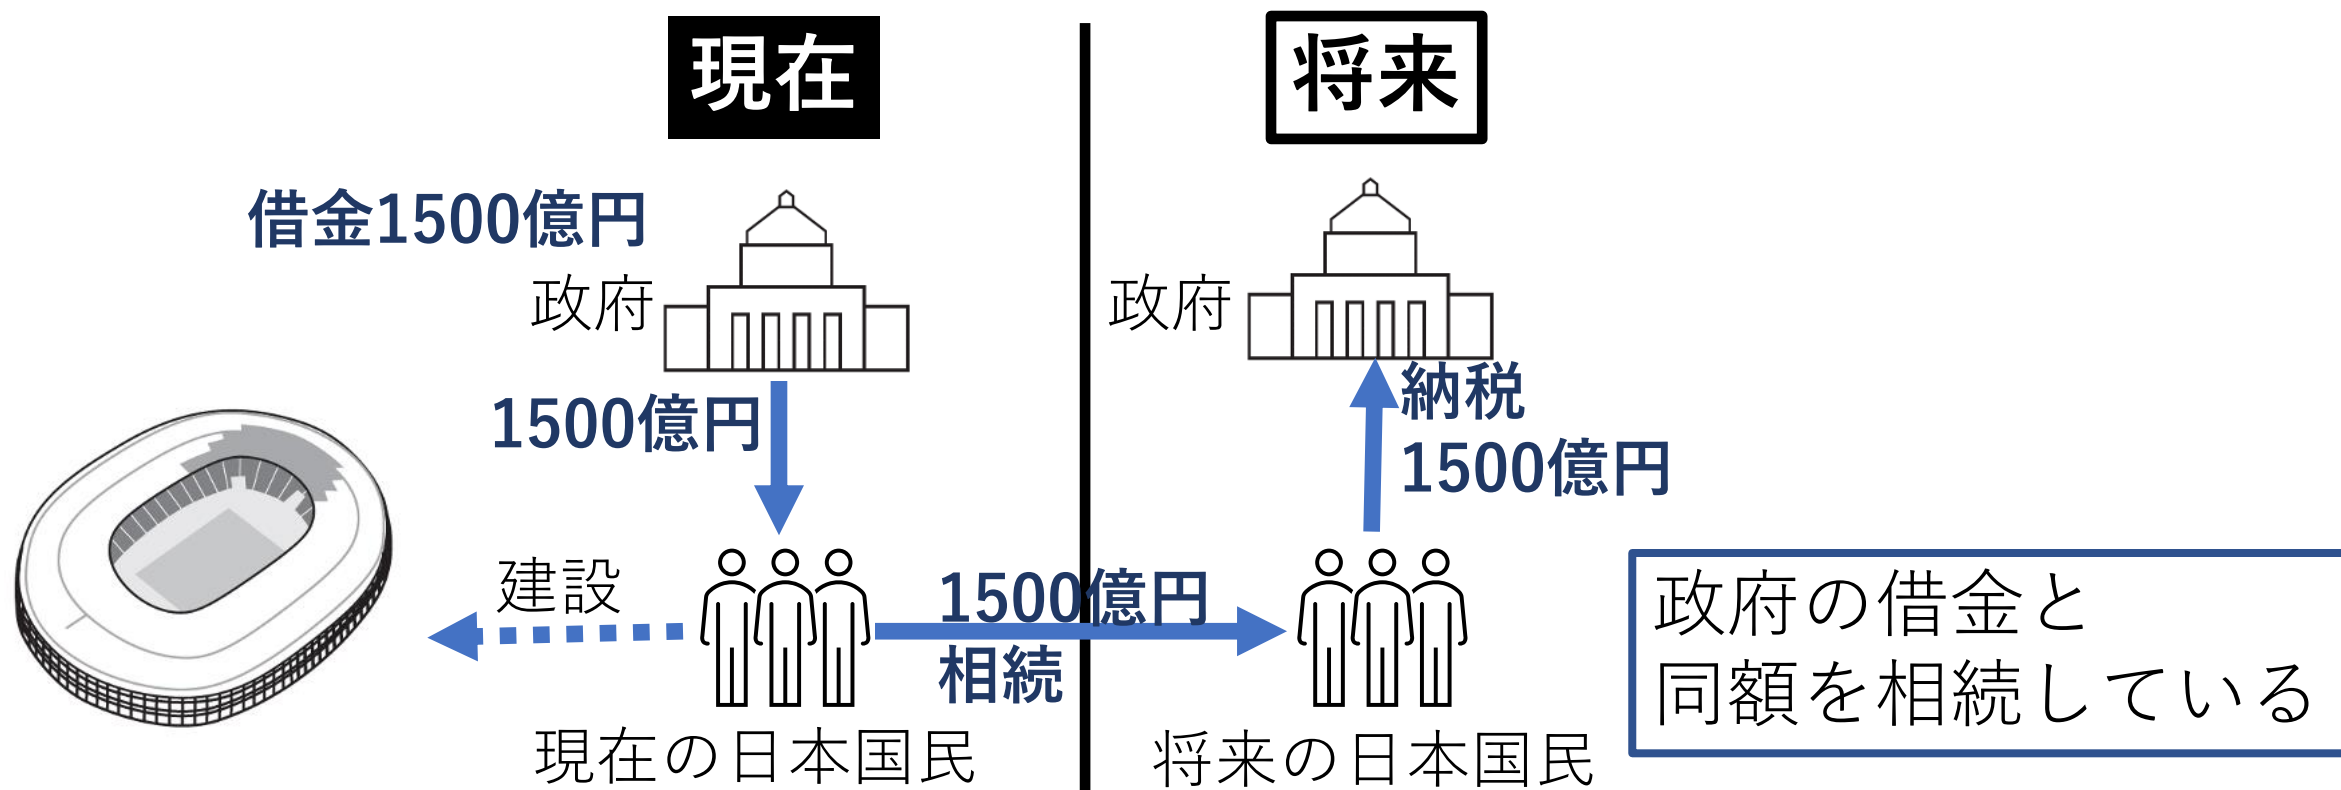 現在
将来
借金1500億円
政府
政府
1500億円
納税
1500億円
建設
1500億円
相続
現在の日本国民
将来の日本国民
政府の借金と
同額を相続している